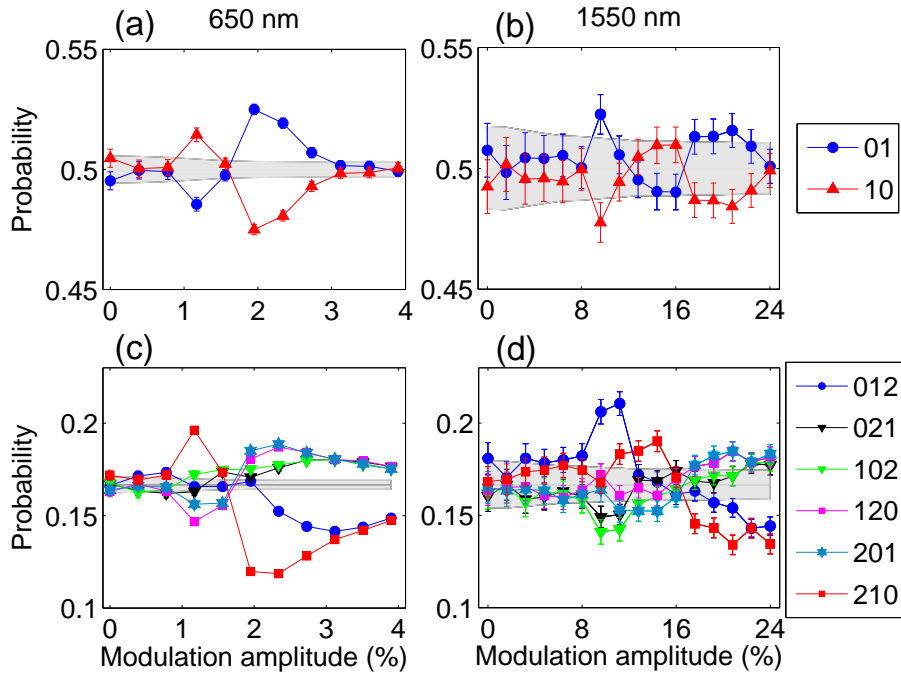 650 nm
1550 nm
(a)
(b)
0.55
0.55
0.5
0.5
0.45
0.45
Probability
0 1 2 3 4
0 8 16 24
01
10
(c)
(d)
0.2
0.2
0.15
0.15
0.1
0.1
Probability
0 1 2 3 4
0 8 16 24
Modulation amplitude (%)
Modulation amplitude (%)
012
021
102
120
201
210